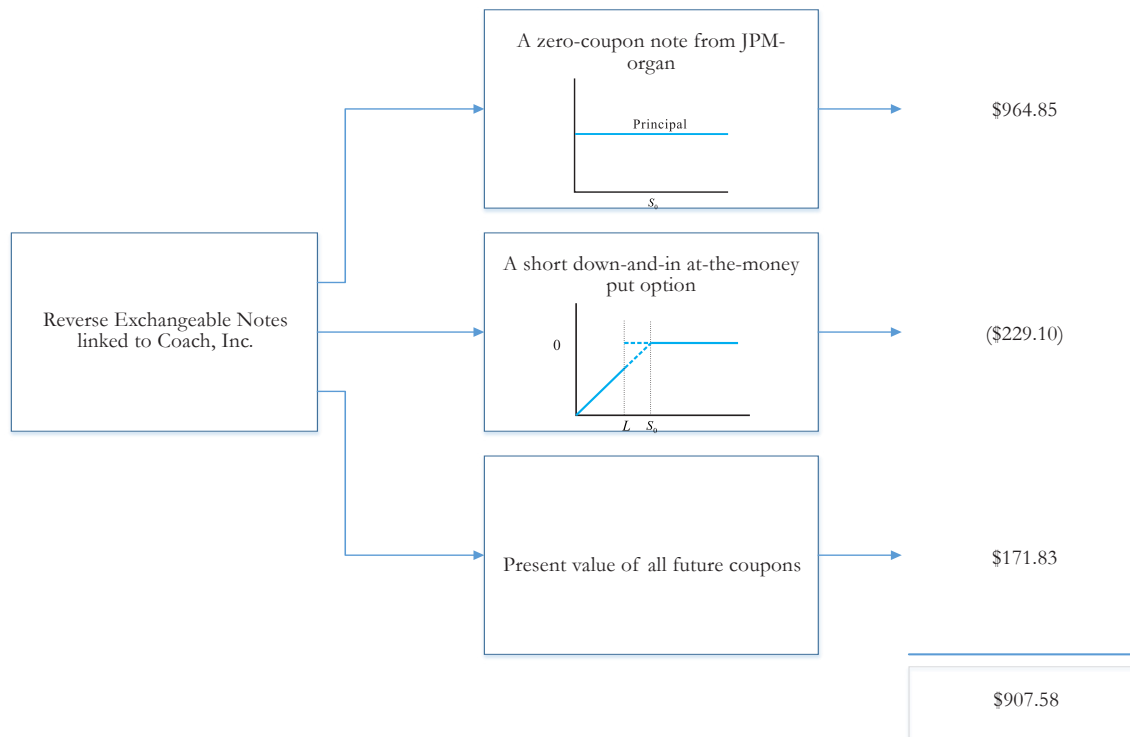 Reverse Exchangeable Notes
linked to Coach, Inc.
A zero-coupon note from JPM-
organ
Principal
S₀
$964.85
A short down-and-in at-the-money
put option
0
L S₀
($229.10)
Present value of all future coupons
$171.83
$907.58